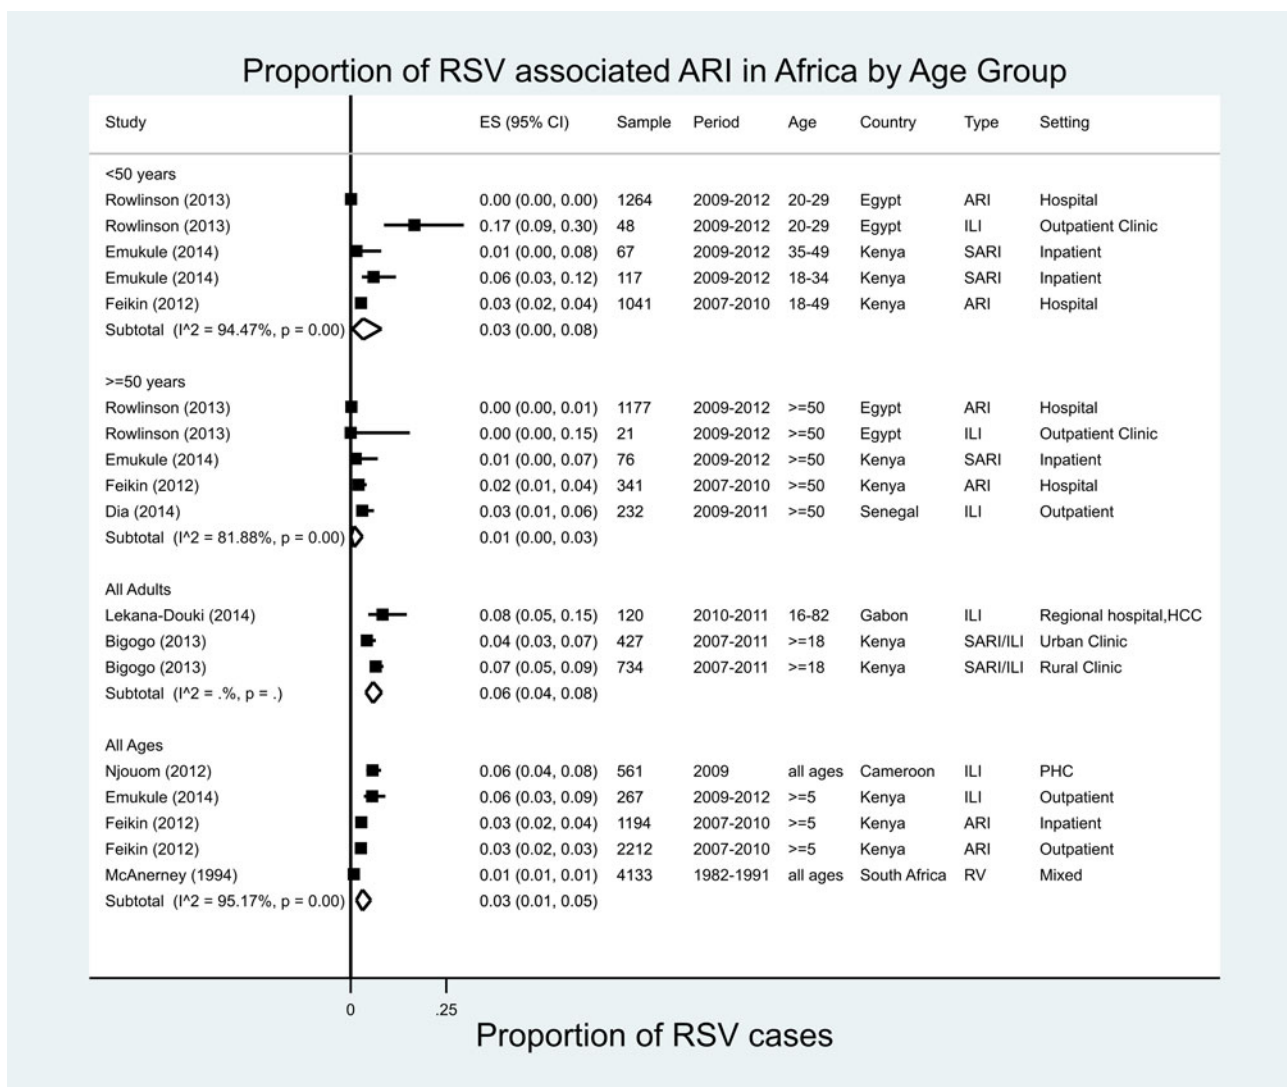 Proportion of RSV associated ARI in Africa by Age Group
Study ES (95% CI) Sample Period Age Country Type Setting
<50 years
Rowlinson (2013) 0.00 (0.00, 0.00) 1264 2009-2012 20-29 Egypt ARI Hospital
Rowlinson (2013) 0.17 (0.09, 0.30) 48 2009-2012 20-29 Egypt ILI Outpatient Clinic
Emukule (2014) 0.01 (0.00, 0.08) 67 2009-2012 35-49 Kenya SARI Inpatient
Emukule (2014) 0.06 (0.03, 0.12) 117 2009-2012 18-34 Kenya SARI Inpatient
Feikin (2012) 0.03 (0.02, 0.04) 1041 2007-2010 18-49 Kenya ARI Hospital
Subtotal (I^2 = 94.47%, p = 0.00) 0.03 (0.00, 0.08)
>=50 years
Rowlinson (2013) 0.00 (0.00, 0.01) 1177 2009-2012 >=50 Egypt ARI Hospital
Rowlinson (2013) 0.00 (0.00, 0.15) 21 2009-2012 >=50 Egypt ILI Outpatient Clinic
Emukule (2014) 0.01 (0.00, 0.07) 76 2009-2012 >=50 Kenya SARI Inpatient
Feikin (2012) 0.02 (0.01, 0.04) 341 2007-2010 >=50 Kenya ARI Hospital
Dia (2014) 0.03 (0.01, 0.06) 232 2009-2011 >=50 Senegal ILI Outpatient
Subtotal (I^2 = 81.88%, p = 0.00) 0.01 (0.00, 0.03)
All Adults
Lekana-Douki (2014) 0.08 (0.05, 0.15) 120 2010-2011 16-82 Gabon ILI Regional hospital,HCC
Bigogo (2013) 0.04 (0.03, 0.07) 427 2007-2011 >=18 Kenya SARI/ILI Urban Clinic
Bigogo (2013) 0.07 (0.05, 0.09) 734 2007-2011 >=18 Kenya SARI/ILI Rural Clinic
Subtotal (I^2 = .%, p = .) 0.06 (0.04, 0.08)
All Ages
Njouom (2012) 0.06 (0.04, 0.08) 561 2009 all ages Cameroon ILI PHC
Emukule (2014) 0.06 (0.03, 0.09) 267 2009-2012 >=5 Kenya ILI Outpatient
Feikin (2012) 0.03 (0.02, 0.04) 1194 2007-2010 >=5 Kenya ARI Inpatient
Feikin (2012) 0.03 (0.02, 0.03) 2212 2007-2010 >=5 Kenya ARI Outpatient
McAnerney (1994) 0.01 (0.01, 0.01) 4133 1982-1991 all ages South Africa RV Mixed
Subtotal (I^2 = 95.17%, p = 0.00) 0.03 (0.01, 0.05)
0 .25
Proportion of RSV cases